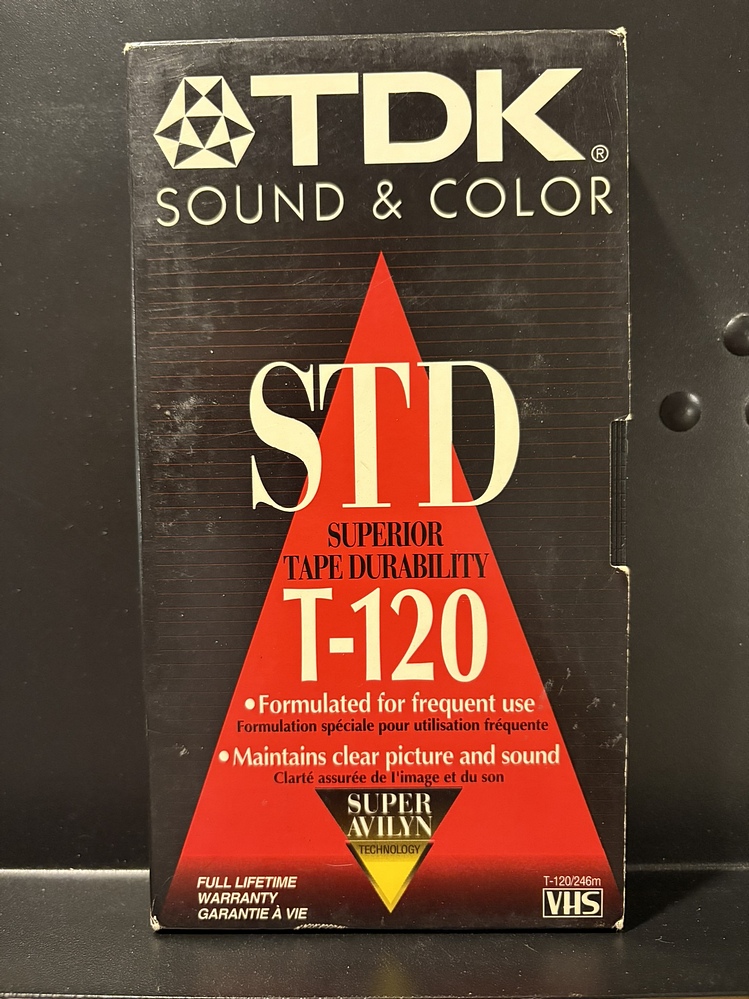 TDK®
SOUND & COLOR
STD
SUPERIOR
TAPE DURABILITY
T-120
•Formulated for frequent use
Formulation spéciale pour utilisation fréquente
•Maintains clear picture and sound
Clarté assurée de l'image et du son
SUPER
AVILYN
TECHNOLOGY
FULL LIFETIME
WARRANTY
GARANTIE À VIE
T-120/246m
VHS